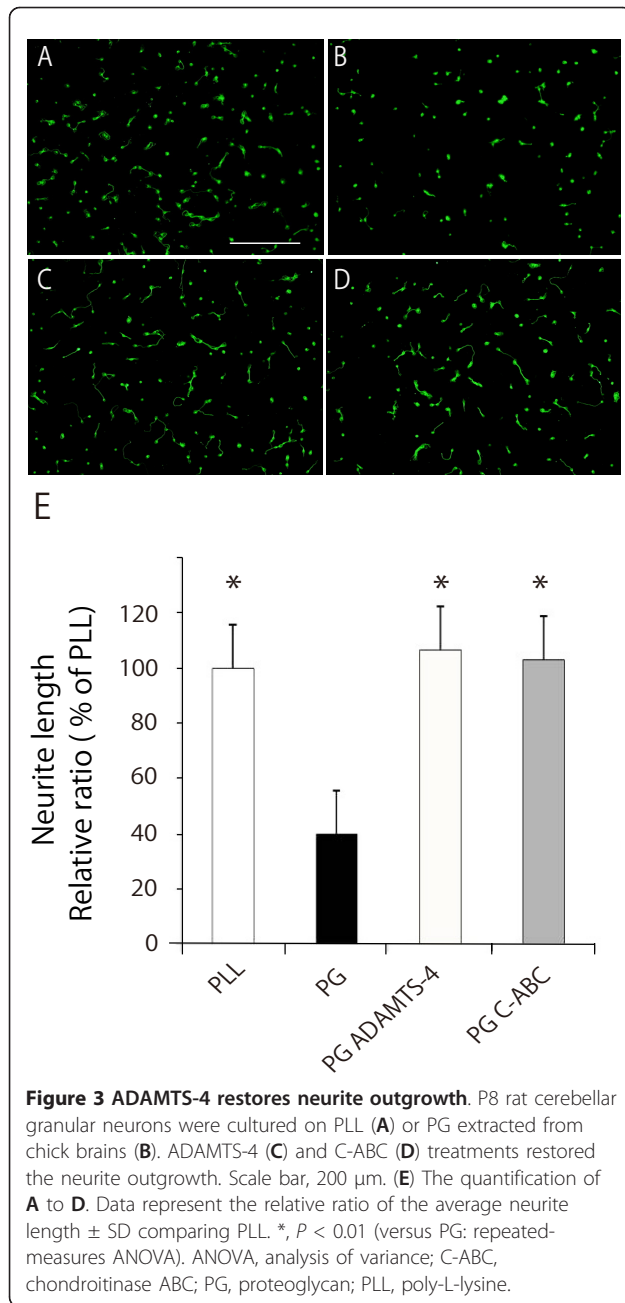 A
B
C
D
E
Neurite length
Relative ratio ( % of PLL)
120
100
80
60
40
20
0
*
*
*
PLL
PG
PG ADAMTS-4
PG C-ABC
Figure 3 ADAMTS-4 restores neurite outgrowth. P8 rat cerebellar
granular neurons were cultured on PLL (A) or PG extracted from
chick brains (B). ADAMTS-4 (C) and C-ABC (D) treatments restored
the neurite outgrowth. Scale bar, 200 μm. (E) The quantification of
A to D. Data represent the relative ratio of the average neurite
length ± SD comparing PLL. *, P < 0.01 (versus PG: repeated-
measures ANOVA). ANOVA, analysis of variance; C-ABC,
chondroitinase ABC; PG, proteoglycan; PLL, poly-L-lysine.